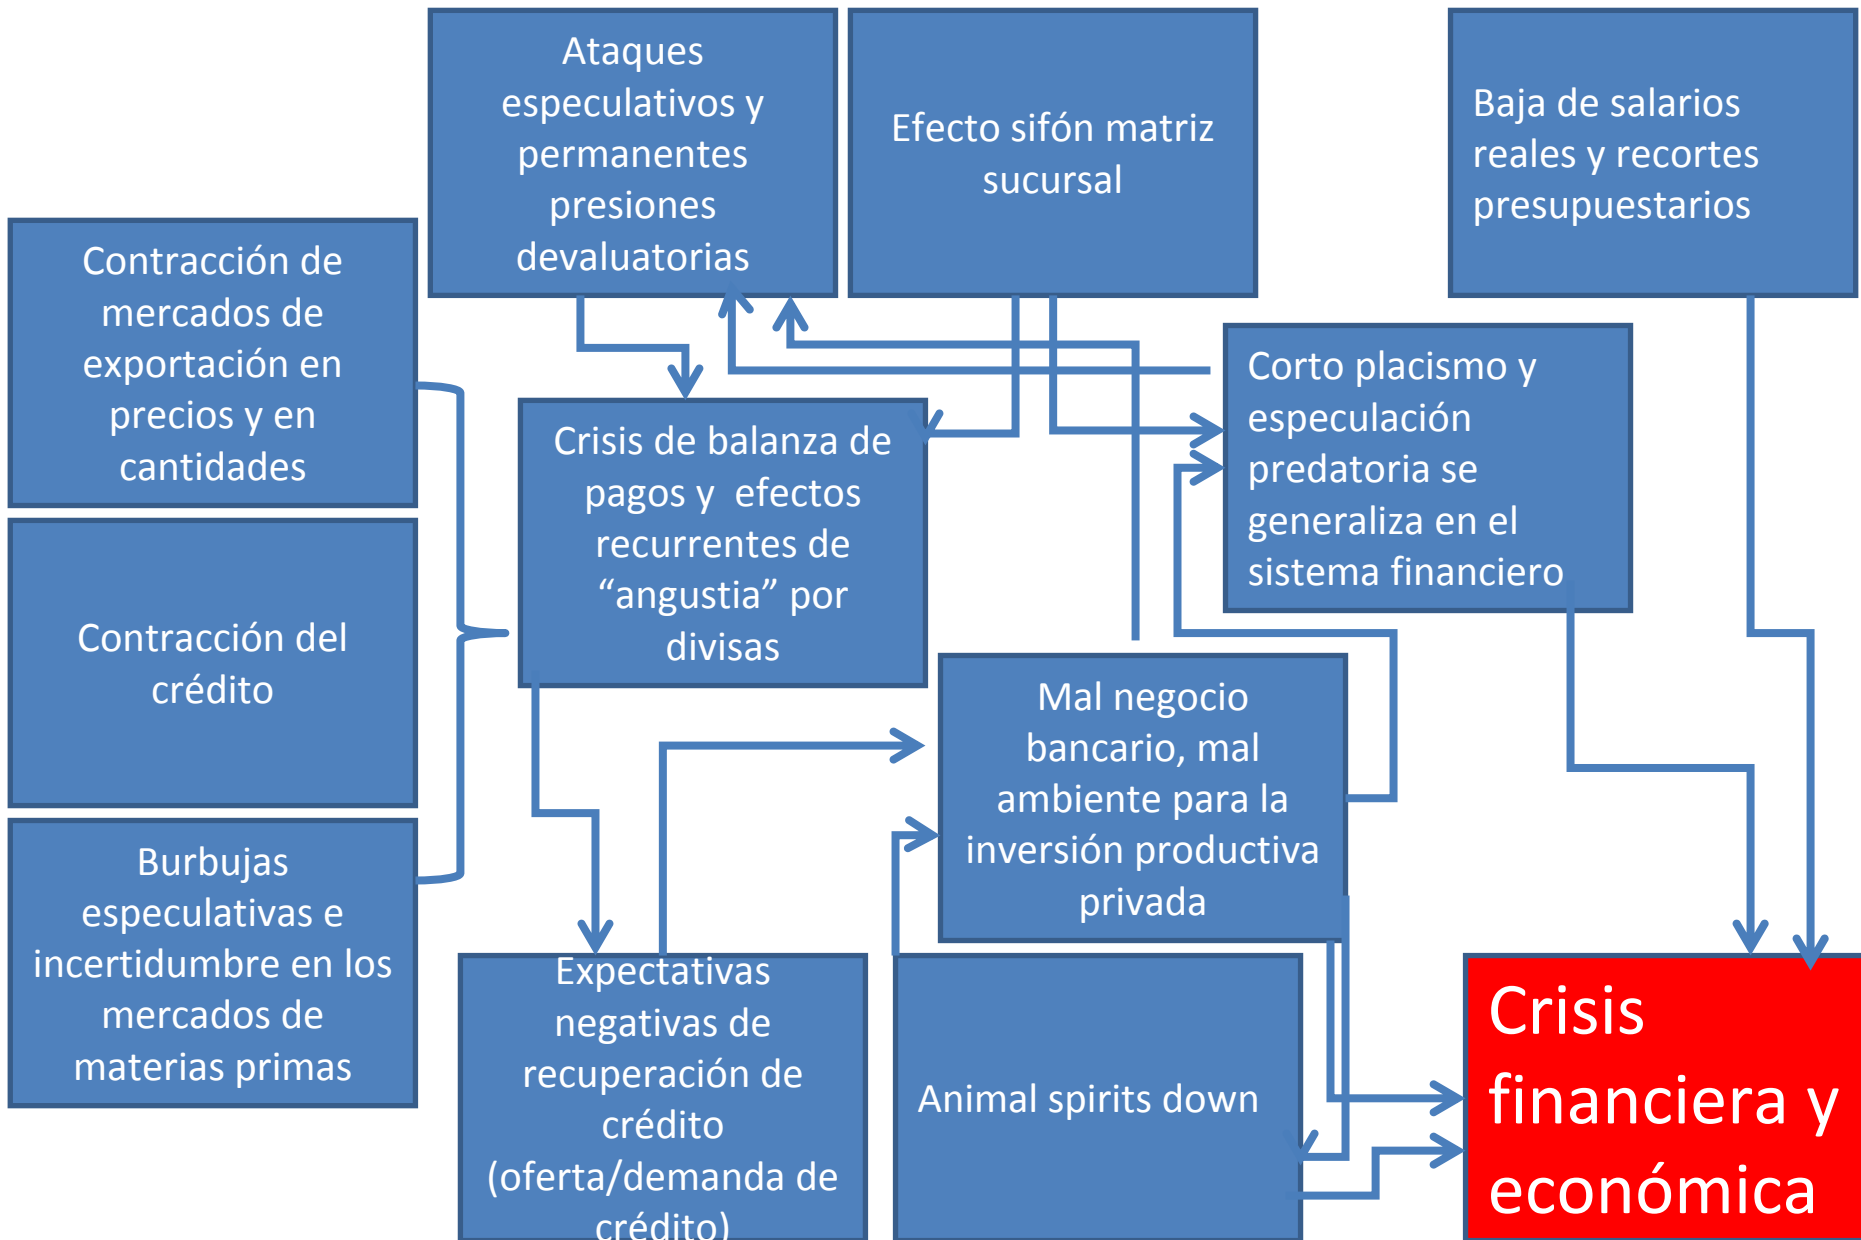 Ataques
especulativos y
permanentes
presiones
devaluatorias
Efecto sifón matriz
sucursal
Baja de salarios
reales y recortes
presupuestarios
Contracción de
mercados de
exportación en
precios y en
cantidades
Corto placismo y
especulación
predatoria se
generaliza en el
sistema financiero
Crisis de balanza de
pagos y  efectos
recurrentes de
“angustia” por
divisas
Contracción del
crédito
Mal negocio
bancario, mal
ambiente para la
inversión productiva
privada
Burbujas
especulativas e
incertidumbre en los
mercados de
materias primas
Expectativas
negativas de
recuperación de
crédito
(oferta/demanda de
crédito)
Animal spirits down
Crisis
financiera y
económica